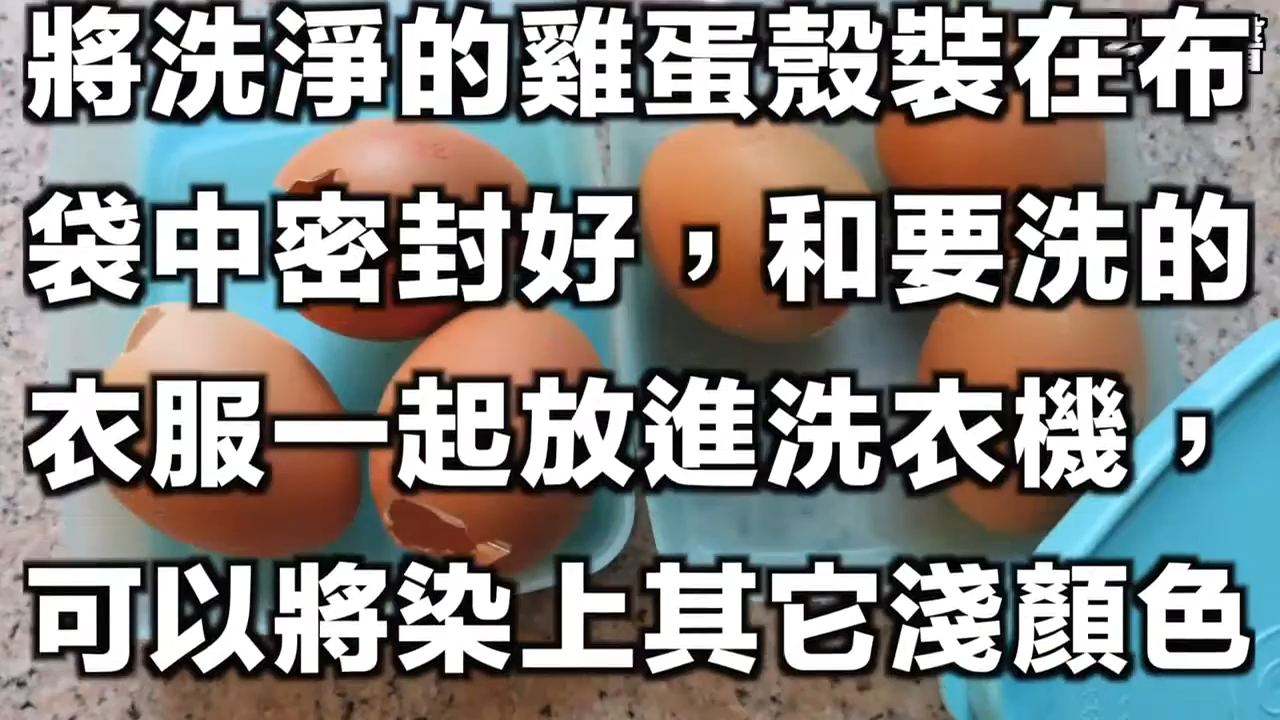 將洗淨的雞蛋殼裝在布
袋中密封好，和要洗的
衣服一起放進洗衣機，
可以將染上其它淺顏色